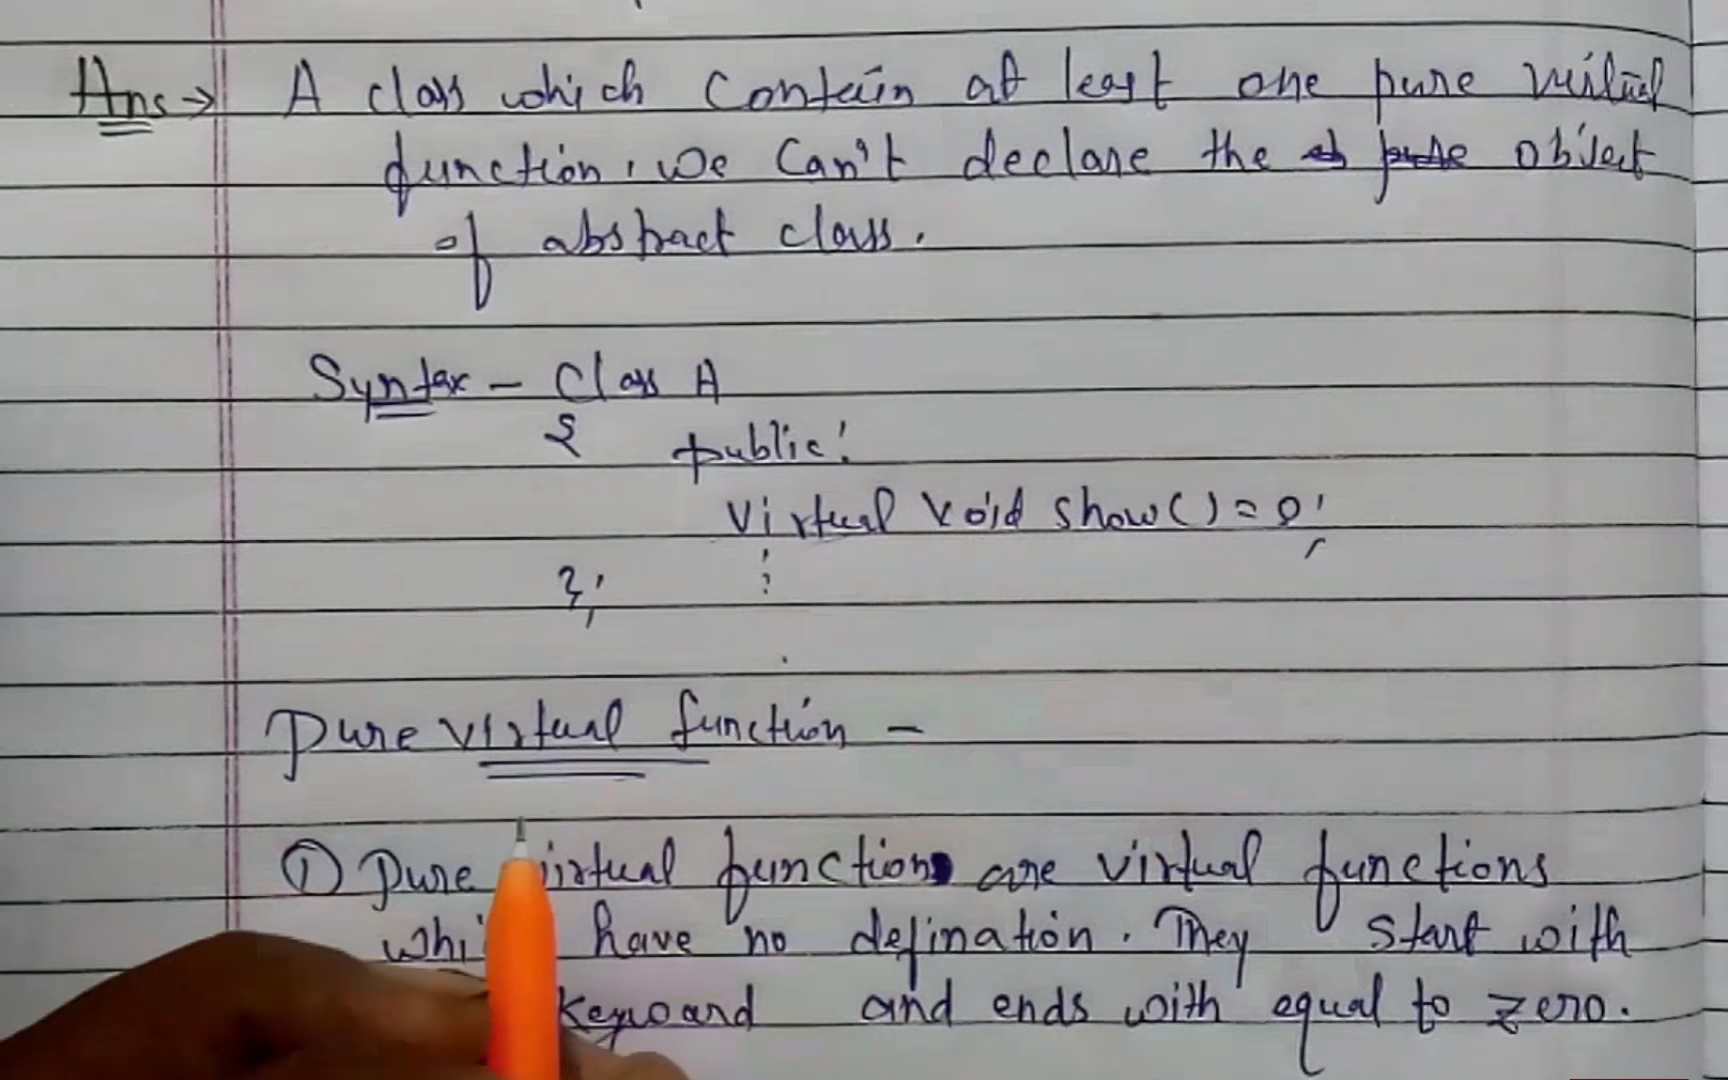 Ans → A class which contain at least one pure virtual
function, we can't declare the object
of abstract class.
Syntax - Class A
{ public:
virtual void show() = 0;
};
Pure virtual function -
① Pure virtual functions are virtual functions
have no defination. They start with
keyword and ends with equal to zero.